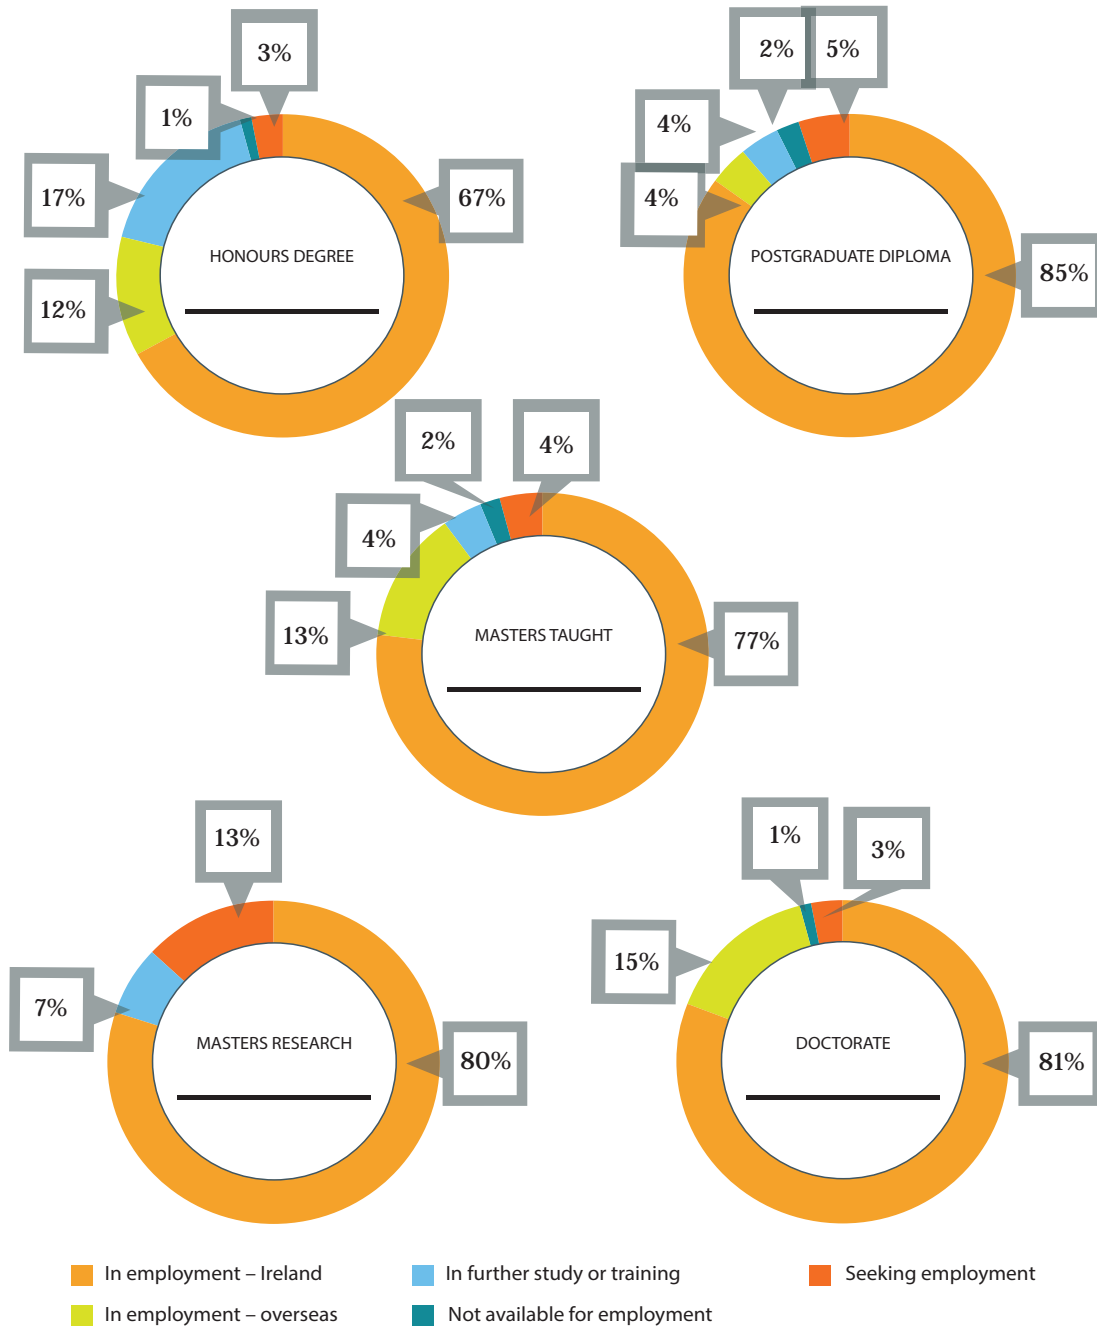 3%
1%
17%
12%
67%
HONOURS DEGREE
2%
5%
4%
4%
85%
POSTGRADUATE DIPLOMA
2%
4%
4%
13%
77%
MASTERS TAUGHT
13%
7%
80%
MASTERS RESEARCH
1%
3%
15%
81%
DOCTORATE
In employment – Ireland
In further study or training
Seeking employment
In employment – overseas
Not available for employment